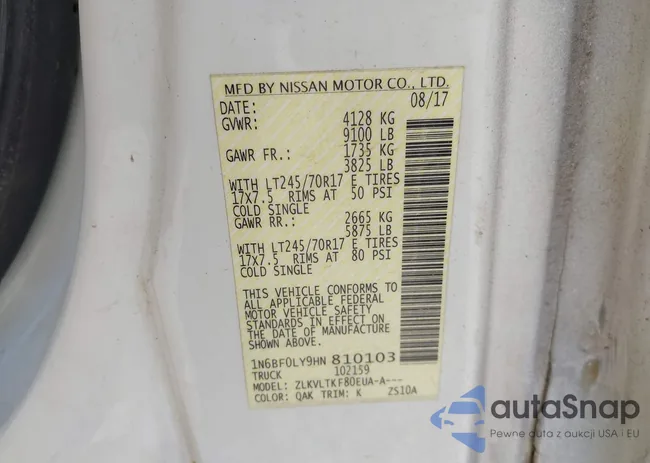 MFD BY NISSAN MOTOR CO., LTD.
DATE: 08/17
GVWR: 4128 KG
9100 LB
GAWR FR.: 1735 KG
3825 LB
WITH LT245/70R17 E TIRES
17X7.5 RIMS AT 50 PSI
COLD SINGLE
GAWR RR.: 2665 KG
5875 LB
WITH LT245/70R17 E TIRES
17X7.5 RIMS AT 80 PSI
COLD SINGLE
THIS VEHICLE CONFORMS TO
ALL APPLICABLE FEDERAL
MOTOR VEHICLE SAFETY
STANDARDS IN EFFECT ON
THE DATE OF MANUFACTURE
SHOWN ABOVE.
1N6BF0LY9HN 810103
TRUCK 102159
MODEL: ZLKVLTKF80EUA-A---
COLOR: QAK TRIM: K ZS10A
autoSnap
Pewne auta z aukcji USA i EU